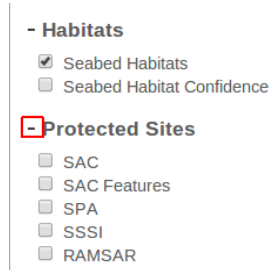 - Habitats
Seabed Habitats
Seabed Habitat Confidence
- Protected Sites
SAC
SAC Features
SPA
SSSI
RAMSAR